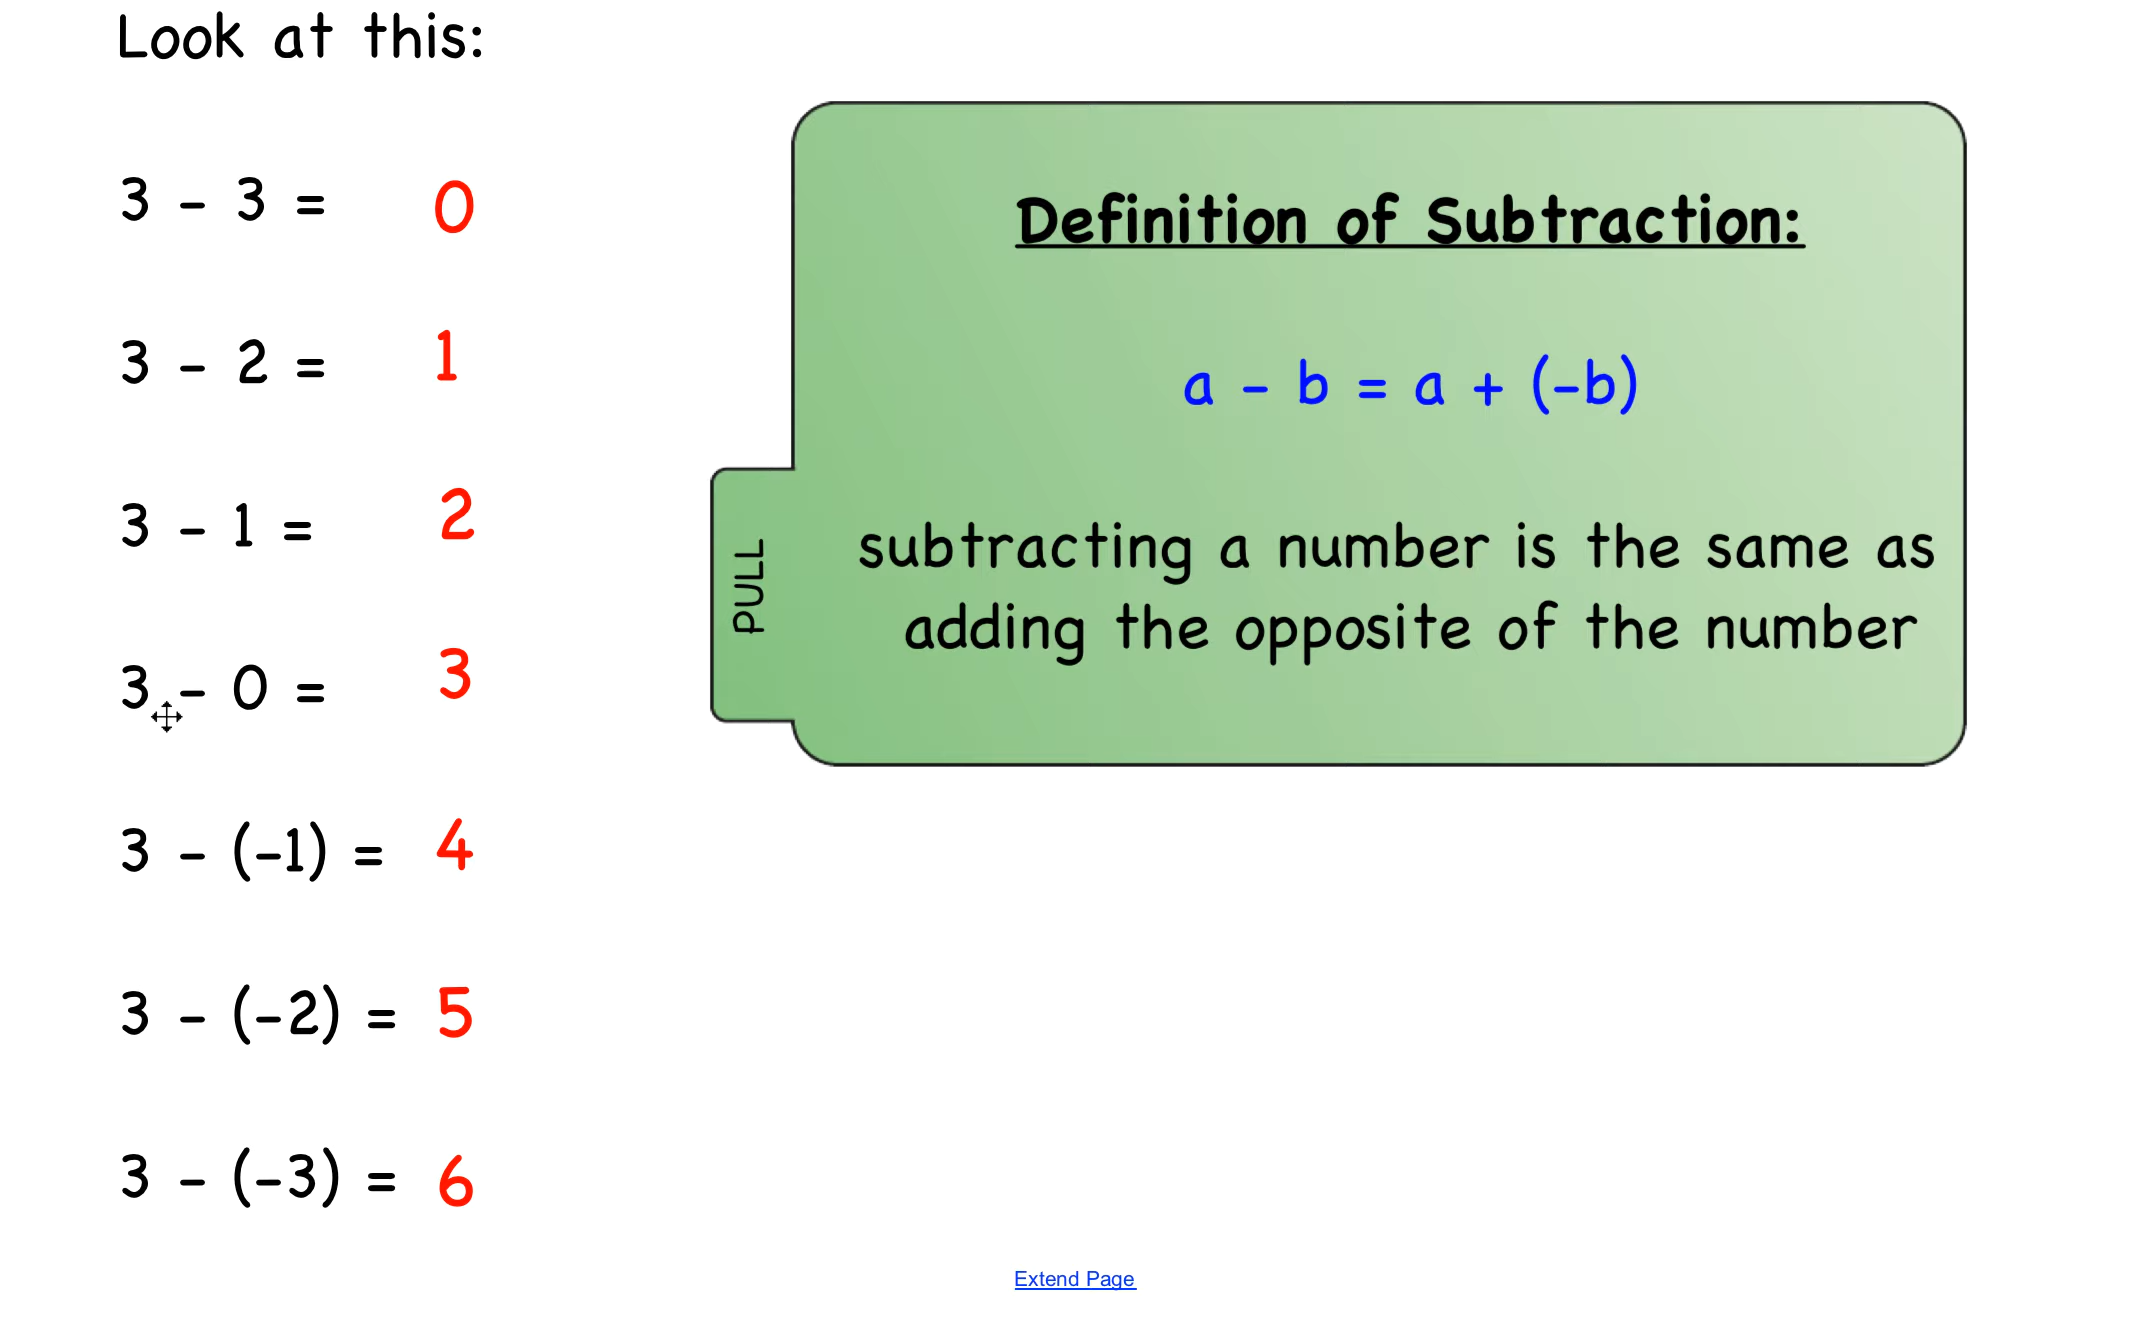 Look at this:
3 - 3 = 0
3 - 2 = 1
3 - 1 = 2
3 - 0 = 3
3 - (-1) = 4
3 - (-2) = 5
3 - (-3) = 6
Definition of Subtraction:
a - b = a + (-b)
subtracting a number is the same as
adding the opposite of the number
PULL
Extend Page